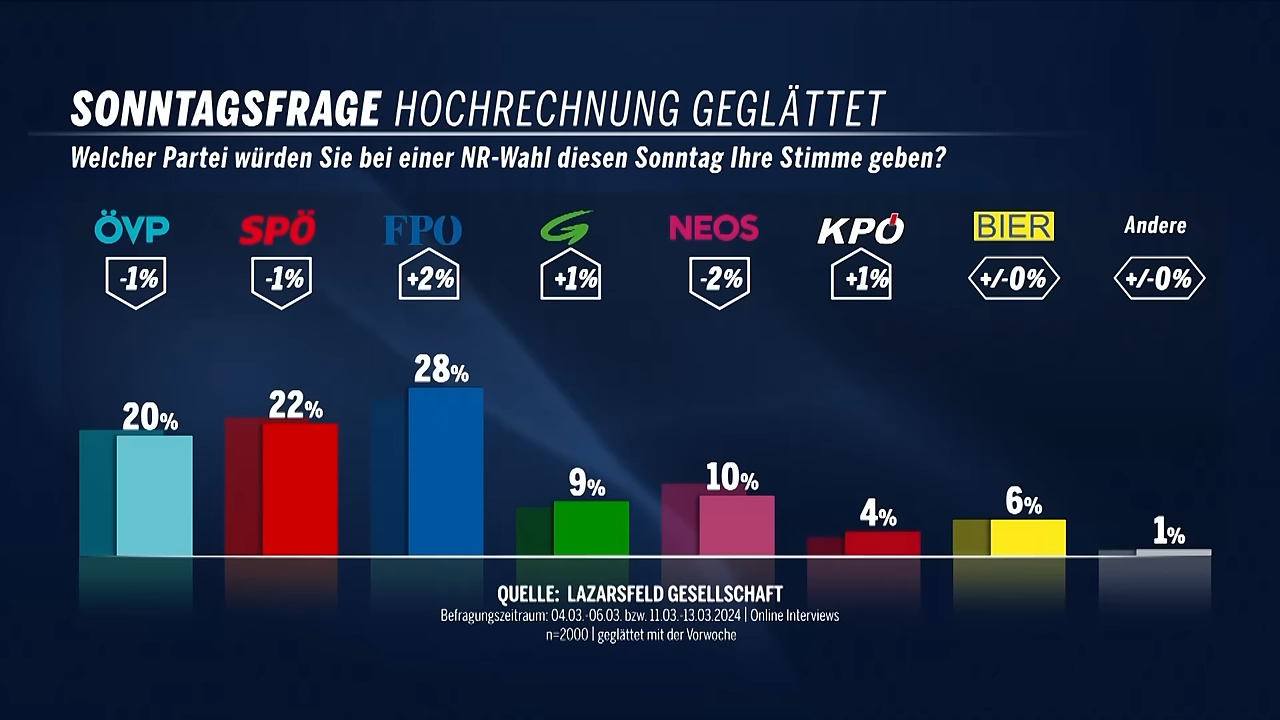 SONNTAGSFRAGE HOCHRECHNUNG GEGLÄTTET
Welcher Partei würden Sie bei einer NR-Wahl diesen Sonntag Ihre Stimme geben?
ÖVP SPÖ FPÖ G NEOS KPÖ BIER Andere
-1% -1% +2% +1% -2% +1% +/-0% +/-0%
20% 22% 28% 9% 10% 4% 6% 1%
QUELLE: LAZARSFELD GESELLSCHAFT
Befragungszeitraum: 04.03.-06.03. bzw. 11.03.-13.03.2024 | Online Interviews
n=2000 | geglättet mit der Vorwoche